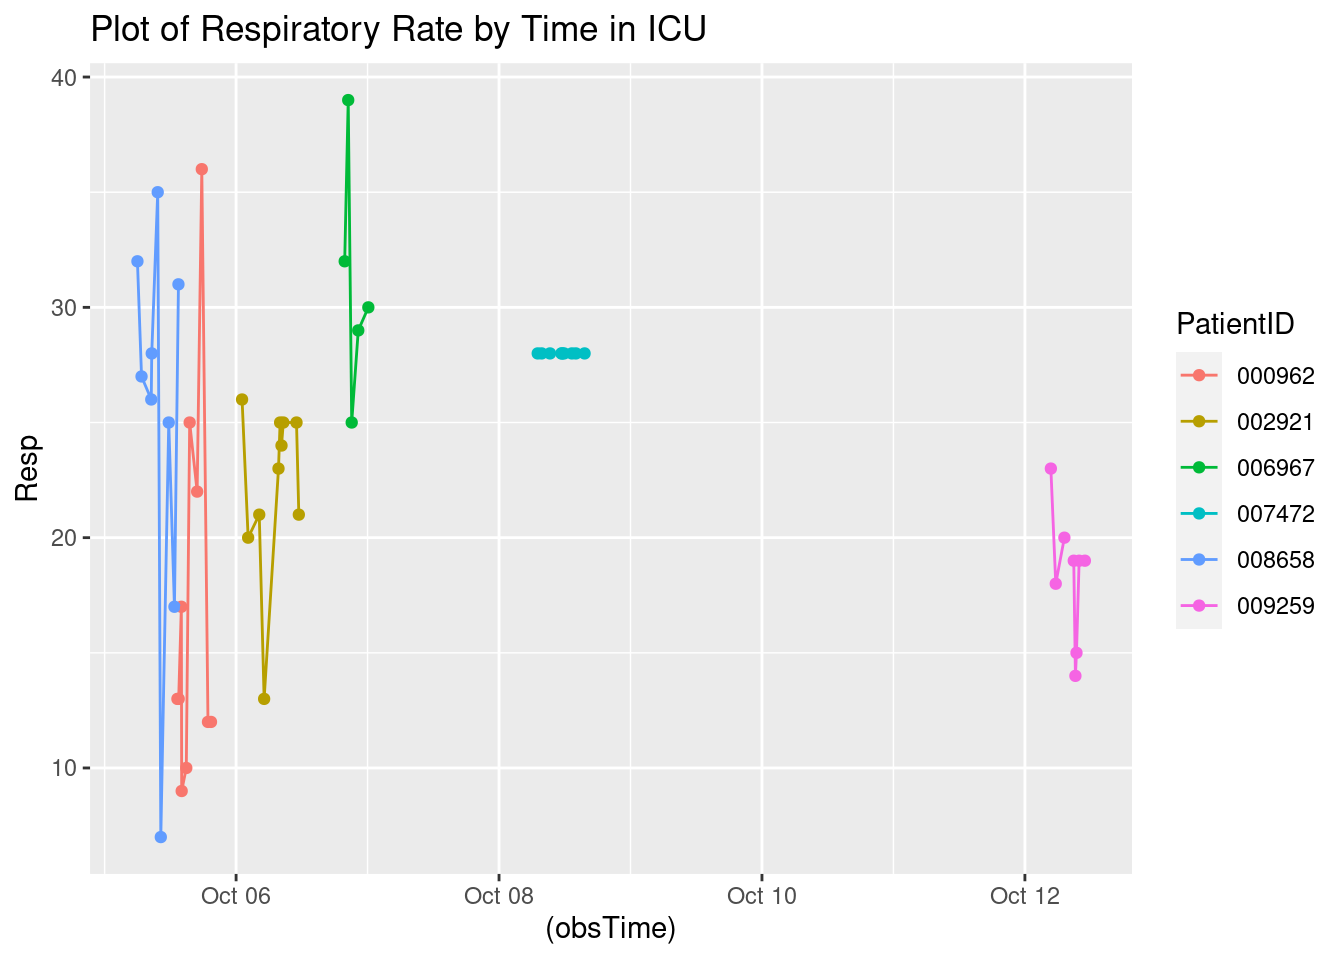 Plot of Respiratory Rate by Time in ICU
40
30
20
10
Resp
Oct 06
Oct 08
Oct 10
Oct 12
(obsTime)
PatientID
000962
002921
006967
007472
008658
009259